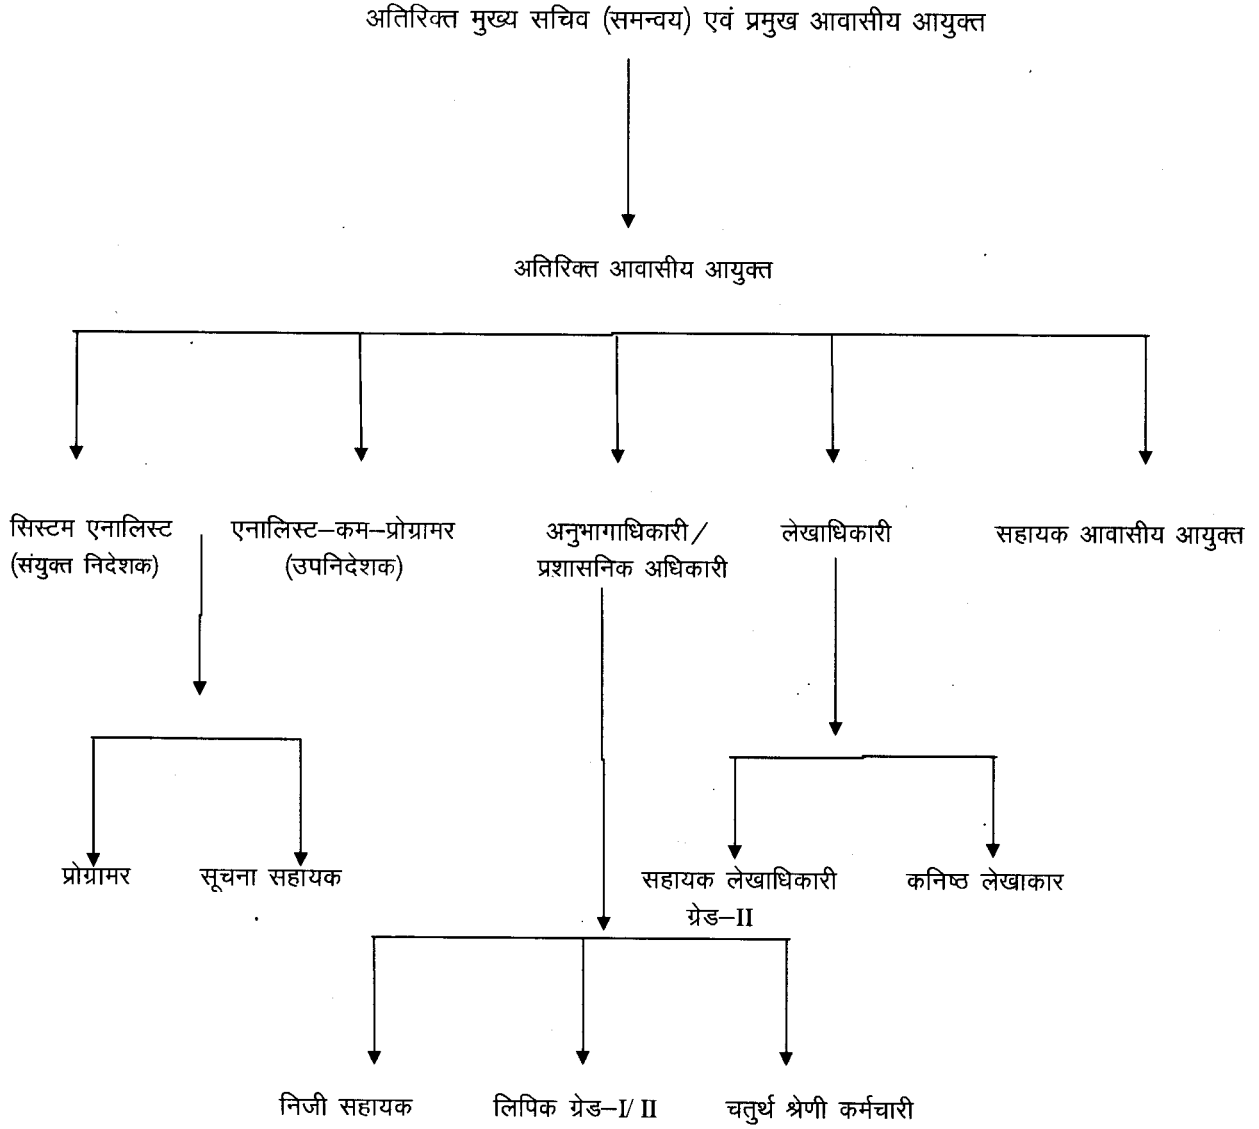 अतिरिक्त मुख्य सचिव (समन्वय) एवं प्रमुख आवासीय आयुक्त
अतिरिक्त आवासीय आयुक्त
सिस्टम एनालिस्ट
(संयुक्त निदेशक)
एनालिस्ट–कम–प्रोग्रामर
(उपनिदेशक)
अनुभागाधिकारी/
प्रशासनिक अधिकारी
लेखाधिकारी
सहायक आवासीय आयुक्त
प्रोग्रामर
सूचना सहायक
सहायक लेखाधिकारी
ग्रेड–II
कनिष्ठ लेखाकार
निजी सहायक
लिपिक ग्रेड–I/ II
चतुर्थ श्रेणी कर्मचारी